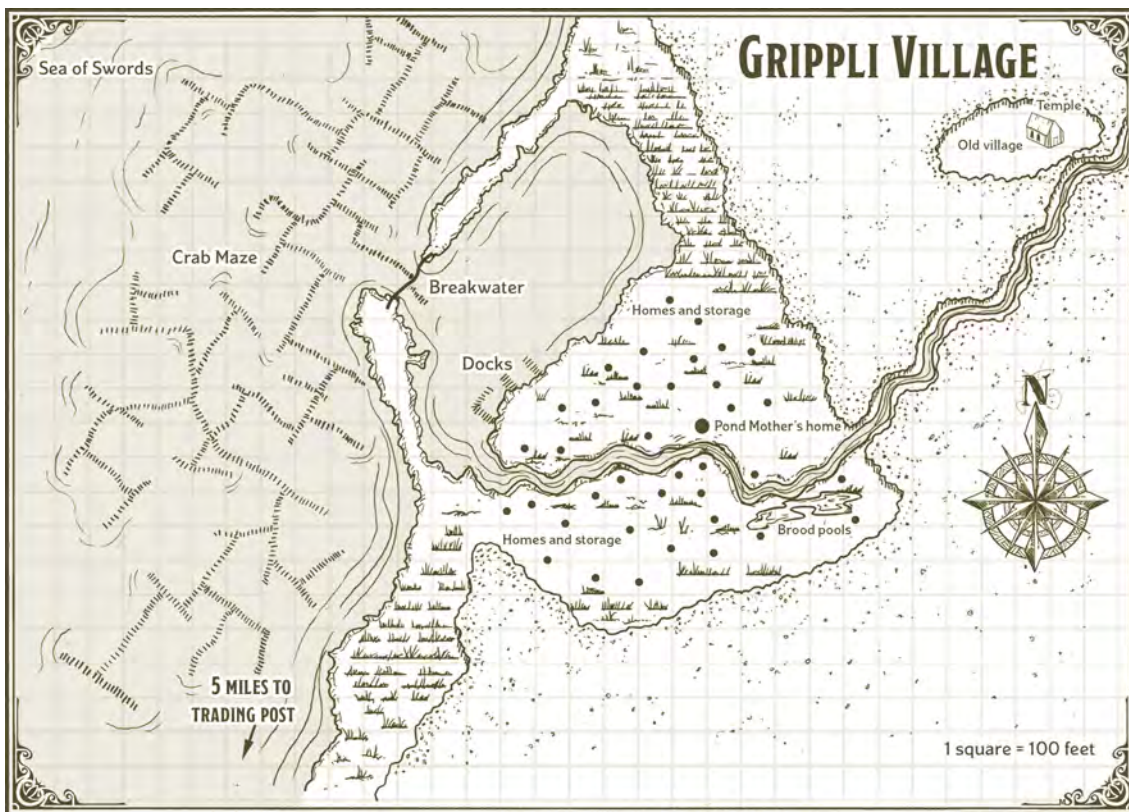 GRIPPLI VILLAGE
Sea of Swords
Temple
Old village
Crab Maze
Breakwater
Homes and storage
Docks
N
Pond Mother's home
Brood pools
Homes and storage
5 MILES TO
TRADING POST
1 square = 100 feet